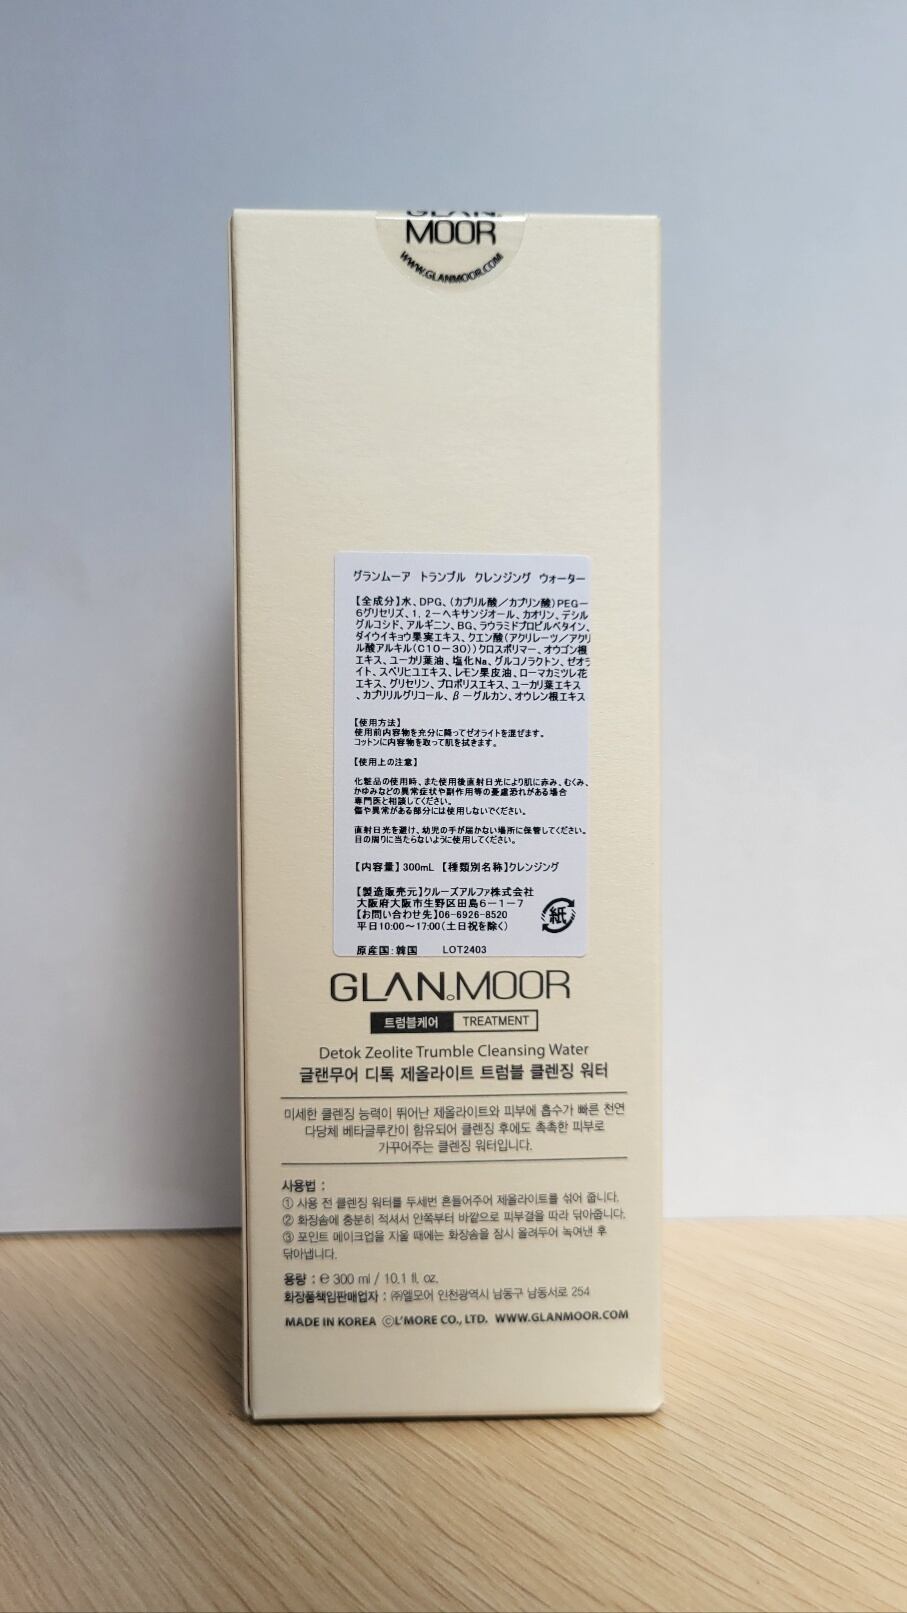 GLAN.
MOOR
WWW.GLANMOOR.COM
グランムーア トランブル クレンジング ウォーター
【全成分】水、DPG、(カプリル酸／カプリン酸)PEG－
6グリセリズ、1, 2－ヘキサンジオール、カオリン、デシル
グルコシド、アルギニン、BG、ラウラミドプロピルベタイン、
ダイウイキョウ果実エキス、クエン酸(アクリレーツ／アクリ
ル酸アルキル(C10－30))クロスポリマー、オウゴン根
エキス、ユーカリ葉油、塩化Na、グルコノラクトン、ゼオラ
イト、スベリヒユエキス、レモン果皮油、ローマカミツレ花
エキス、グリセリン、プロポリスエキス、ユーカリ葉エキス
、カプリリルグリコール、β－グルカン、オウレン根エキス
【使用方法】
使用前内容物を充分に降ってゼオライトを混ぜます。
コットンに内容物を取って肌を拭きます。
【使用上の注意】
化粧品の使用時、また使用後直射日光により肌に赤み、むくみ、
かゆみなどの異常症状や副作用等の憂慮恐れがある場合
専門医と相談してください。
傷や異常がある部分には使用しないでください。
直射日光を避け、幼児の手が届かない場所に保管してください。
目の周りに当たらないように使用してください。
【内容量】300mL 【種類別名称】クレンジング
【製造販売元】クルーズアルファ株式会社
大阪府大阪市生野区田島6－1－7
【お問い合わせ先】06-6926-8520
平日10:00～17:00(土日祝を除く)
紙
原産国：韓国 LOT2403
GLAN.MOOR
트럼블케어 TREATMENT
Detok Zeolite Trumble Cleansing Water
글랜무어 디톡 제올라이트 트럼블 클렌징 워터
미세한 클렌징 능력이 뛰어난 제올라이트와 피부에 흡수가 빠른 천연
다당체 베타글루칸이 함유되어 클렌징 후에도 촉촉한 피부로
가꾸어주는 클렌징 워터입니다.
사용법 :
① 사용 전 클렌징 워터를 두세번 흔들어주어 제올라이트를 섞어 줍니다.
② 화장솜에 충분히 적셔서 안쪽부터 바깥으로 피부결을 따라 닦아줍니다.
③ 포인트 메이크업을 지울 때에는 화장솜을 잠시 올려두어 녹여낸 후
닦아냅니다.
용량 : ℮ 300 ml / 10.1 fl. oz.
화장품책임판매업자 : ㈜엘모어 인천광역시 남동구 남동서로 254
MADE IN KOREA ⓒL'MORE CO., LTD. WWW.GLANMOOR.COM